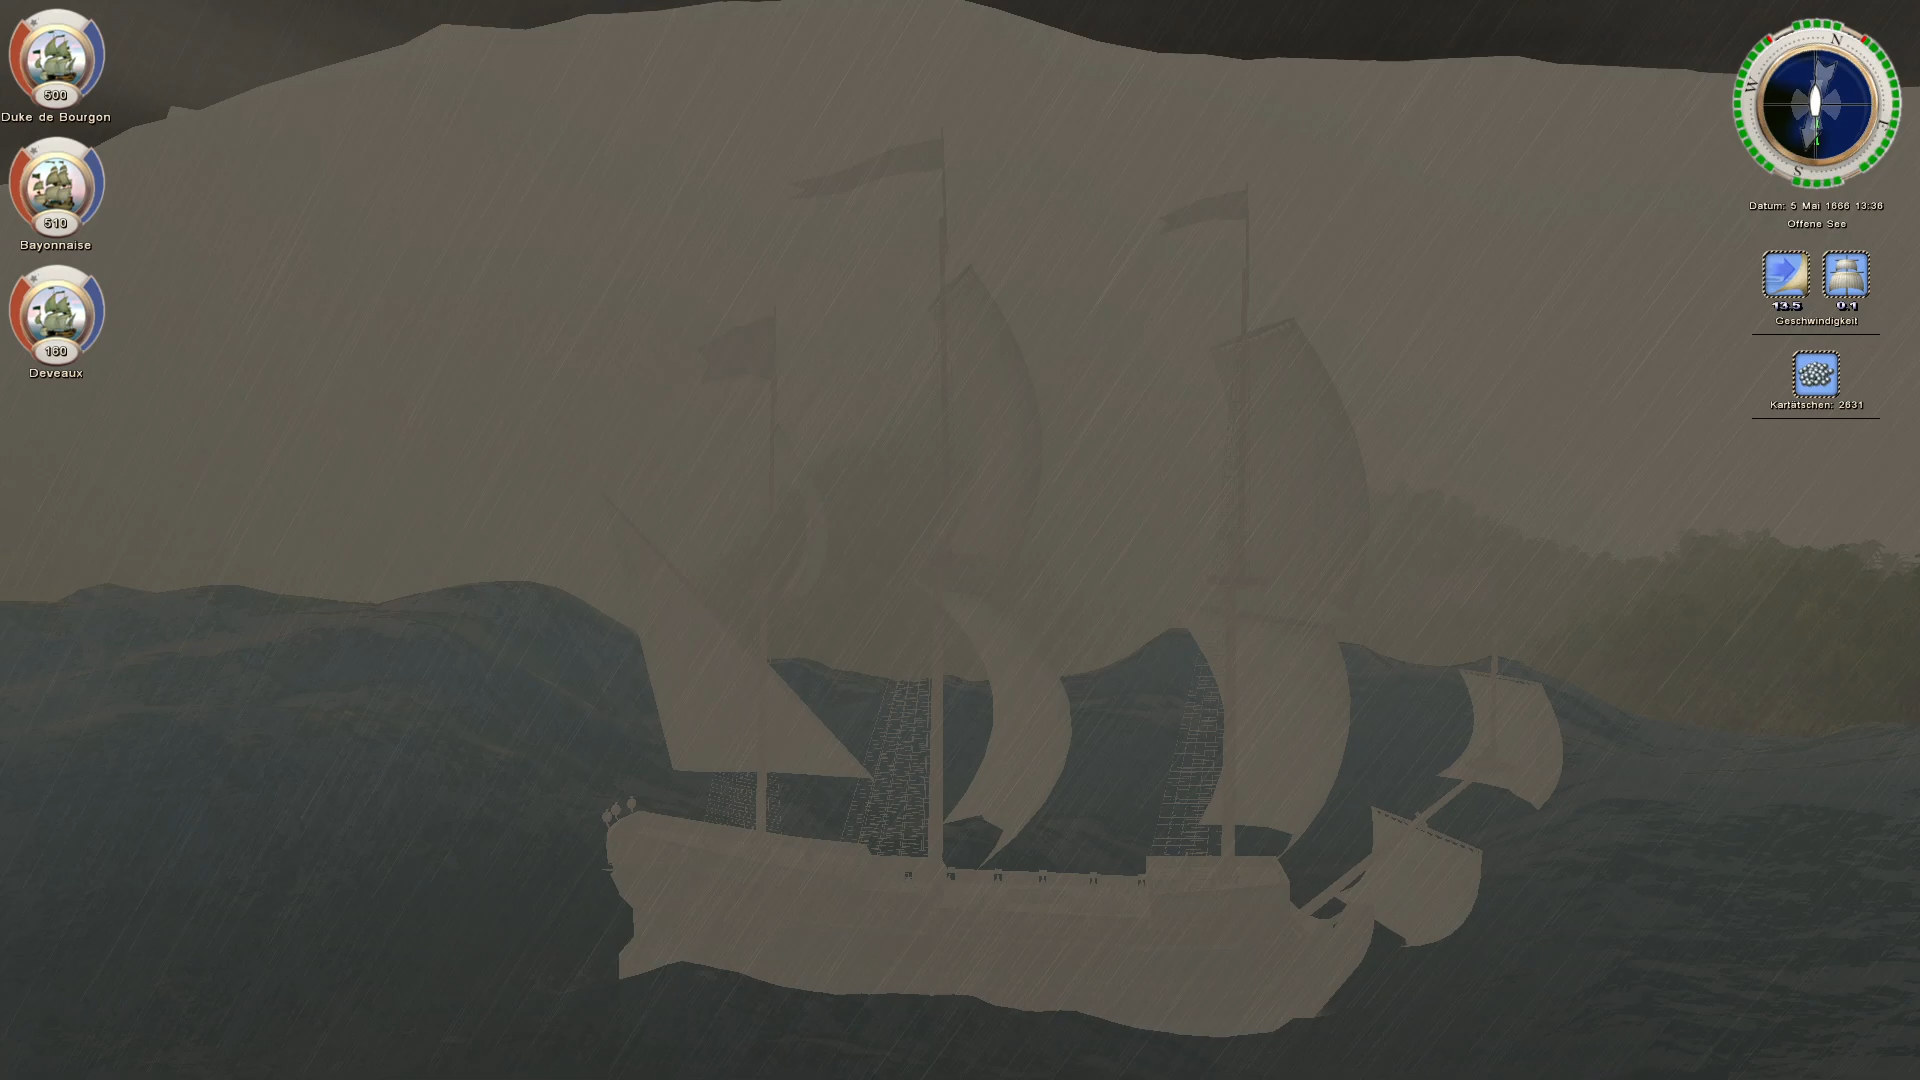 500
Duke de Bourgon
510
Bayonnaise
160
Deveaux
N
W
E
S
Datum: 5 Mai 1666 13:36
Offene See
13.5 0.1
Geschwindigkeit
Kartätschen: 2631